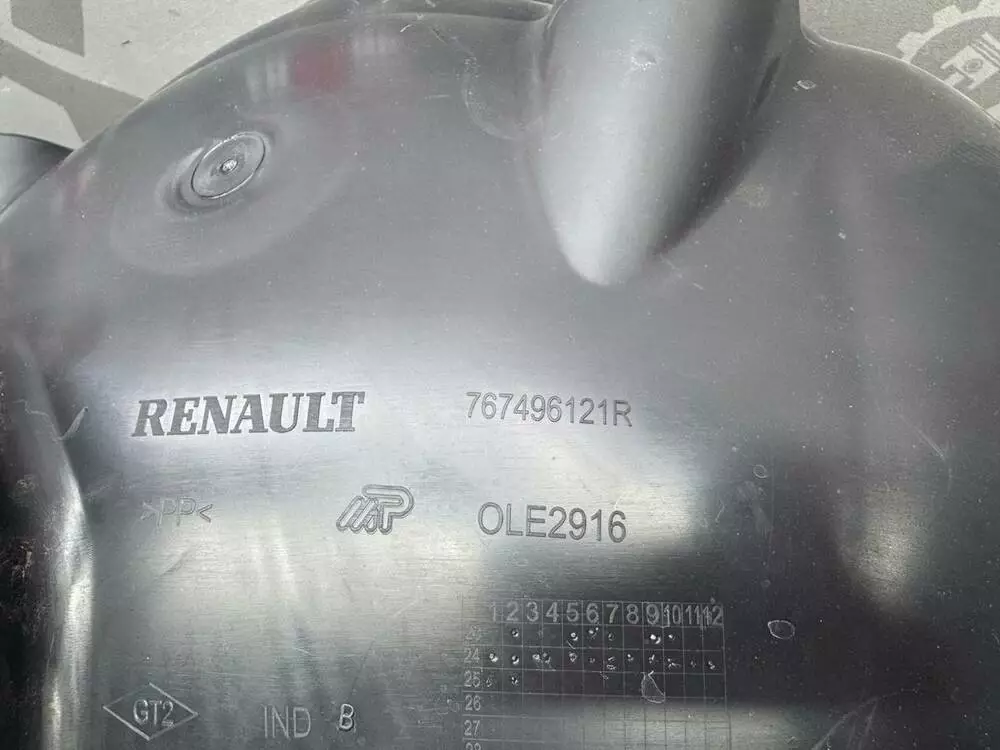 RENAULT 767496121R
>PP< MP OLE2916
1 2 3 4 5 6 7 8 9 10 11 12
24
25
26
GT2 IND B 27